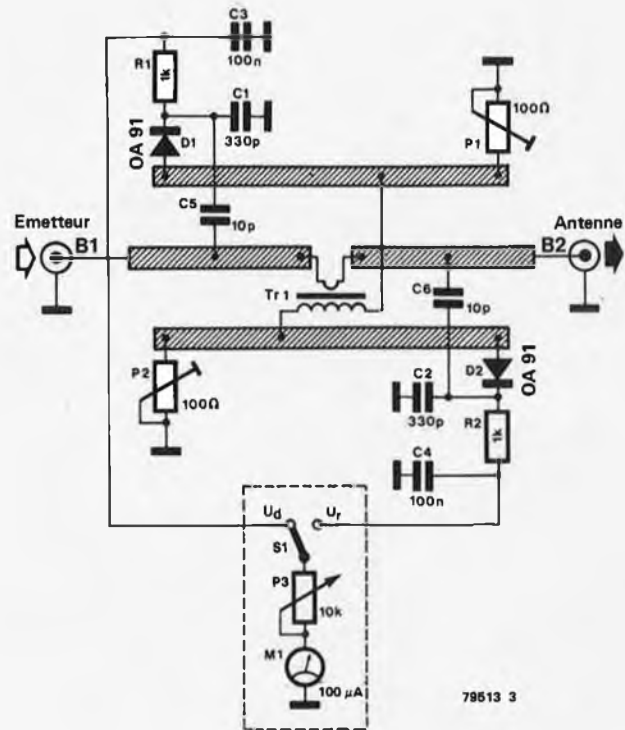 C3
100n
R1
1k
C1
330p
D1
OA 91
100Ω
P1
C5
10p
Emetteur
B1
Antenne
B2
Tr 1
C6
10p
P2
100Ω
D2
OA 91
C2
330p
R2
1k
C4
100n
Ud
Ur
S1
P3
10k
M1
100 µA
79513 3